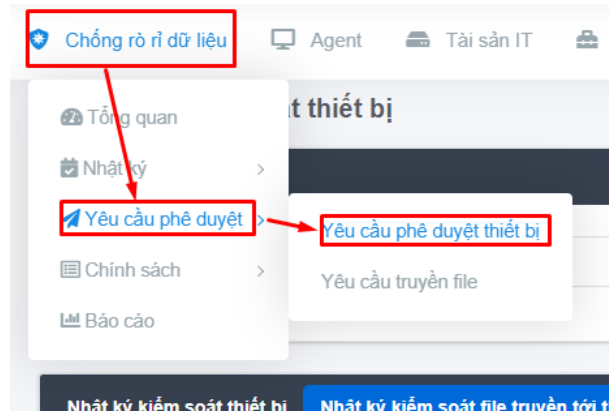 Chống rò rỉ dữ liệu
Agent
Tài sản IT
t thiết bị
Tổng quan
Nhật ký
Yêu cầu phê duyệt
Yêu cầu phê duyệt thiết bị
Chính sách
Yêu cầu truyền file
Báo cáo
Nhật ký kiểm soát thiết bị
Nhật ký kiểm soát file truyền tới t